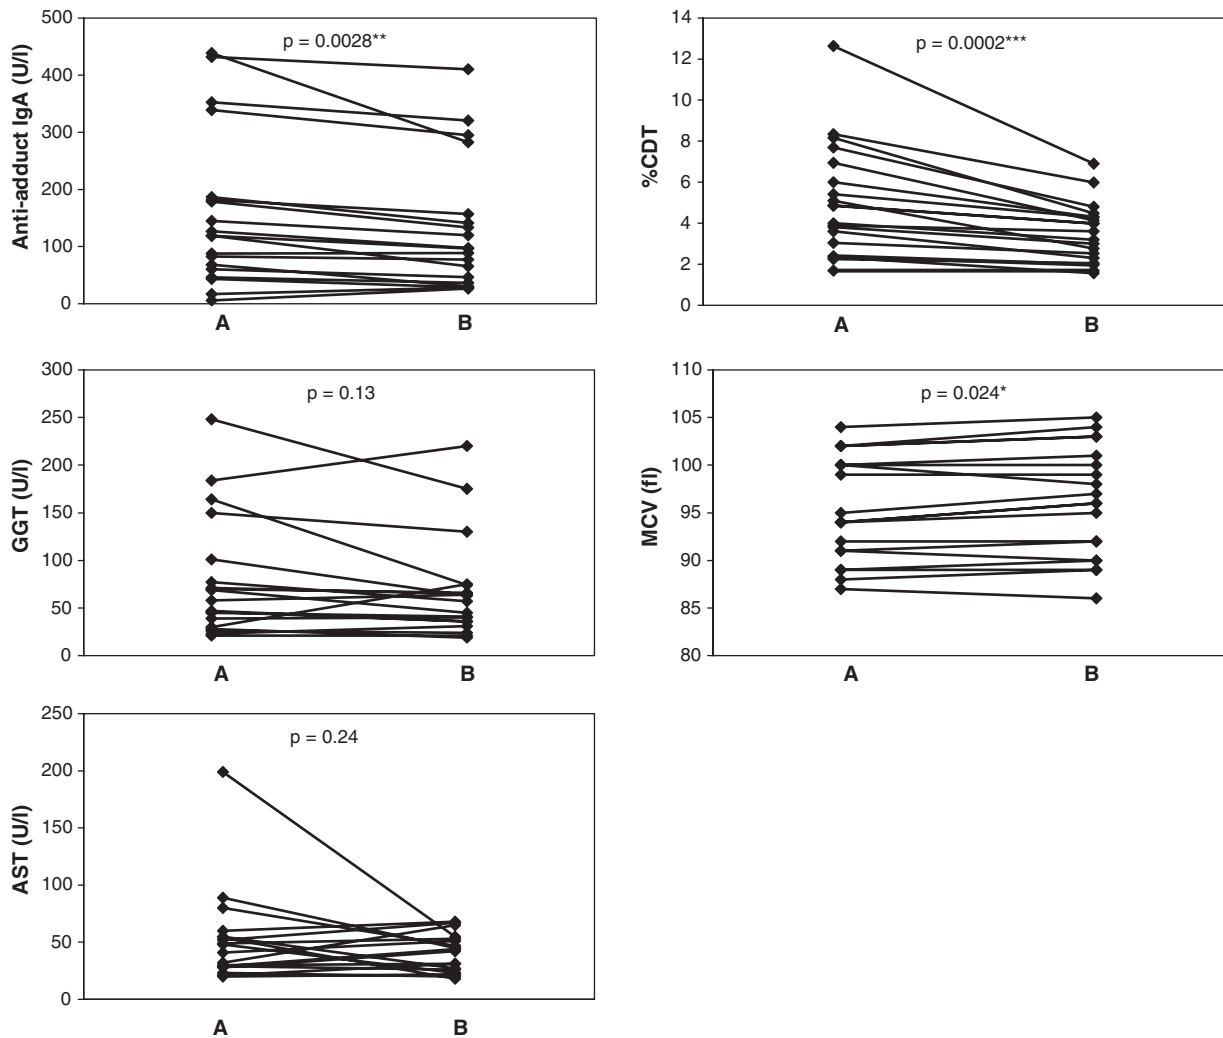 Anti-adduct IgA (U/l)
500
400
300
200
100
0
p = 0.0028**
A B
%CDT
14
12
10
8
6
4
2
0
p = 0.0002***
A B
GGT (U/l)
300
250
200
150
100
50
0
p = 0.13
A B
MCV (fl)
110
105
100
95
90
85
80
p = 0.024*
A B
AST (U/l)
250
200
150
100
50
0
p = 0.24
A B